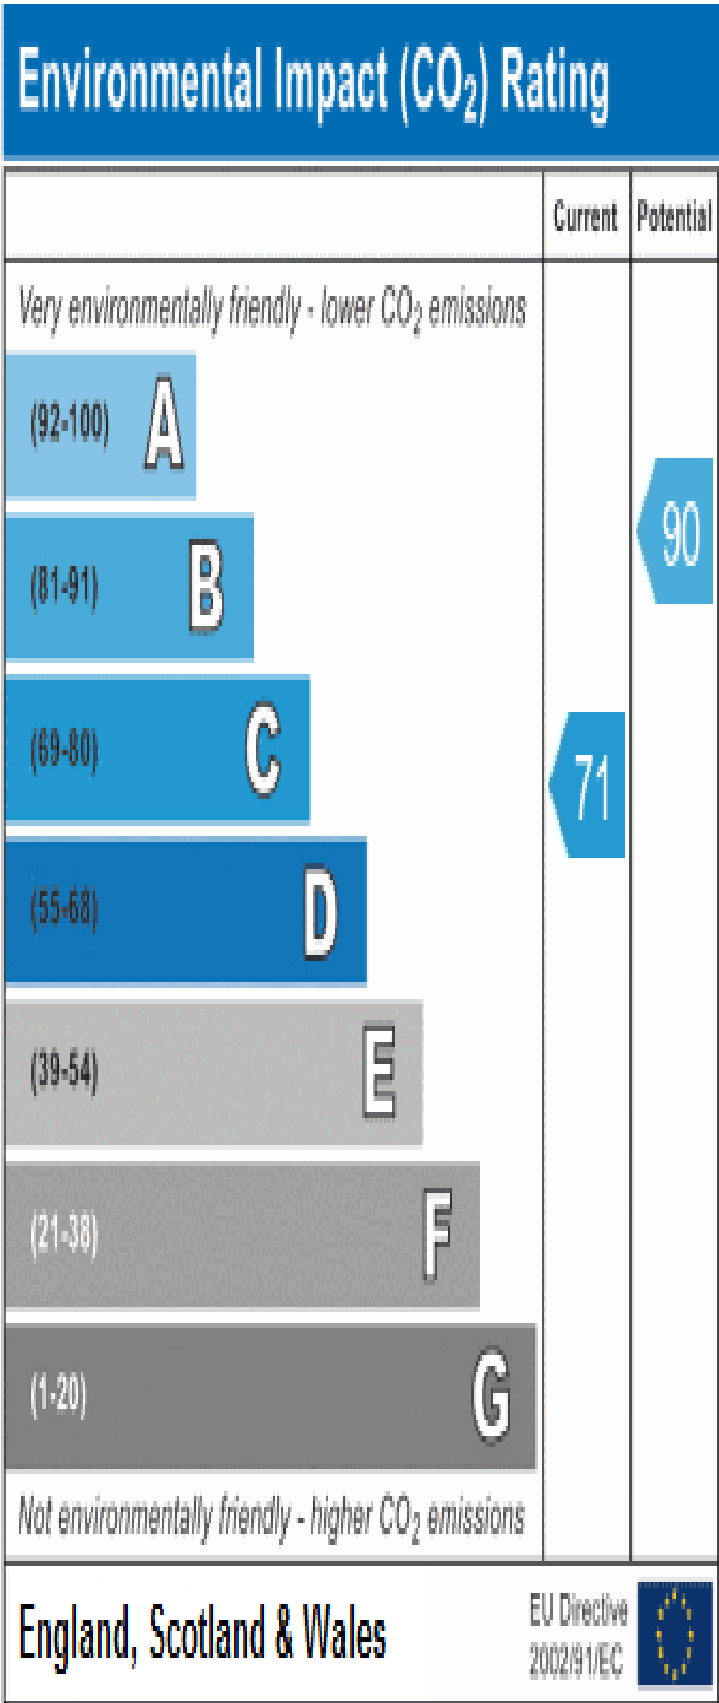 Environmental Impact (CO₂) Rating
Current Potential
Very environmentally friendly - lower CO₂ emissions
(92-100) A
90
(81-91) B
(69-80) C
71
(55-68) D
(39-54) E
(21-38) F
(1-20) G
Not environmentally friendly - higher CO₂ emissions
England, Scotland & Wales
EU Directive
2002/91/EC